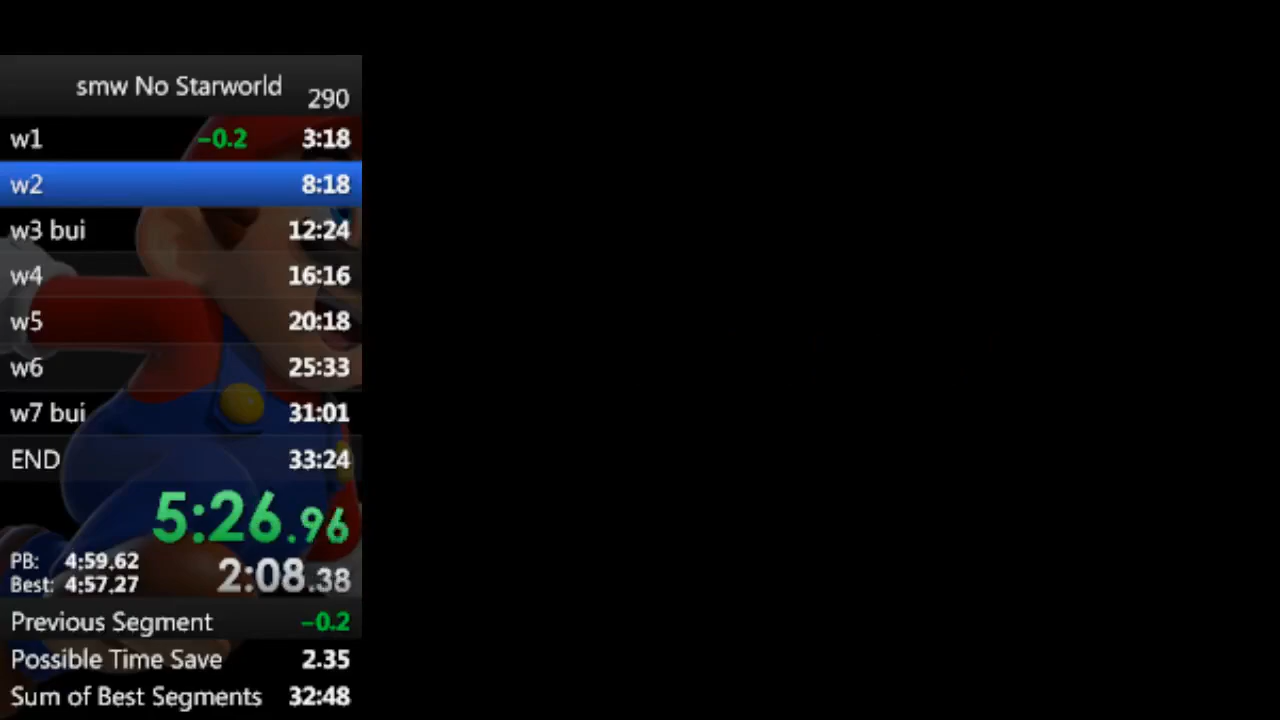 smw No Starworld 290
w1 −0.2 3:18
w2 8:18
w3 bui 12:24
w4 16:16
w5 20:18
w6 25:33
w7 bui 31:01
END 33:24
5:26.96
PB: 4:59.62
Best: 4:57.27
2:08.38
Previous Segment −0.2
Possible Time Save 2.35
Sum of Best Segments 32:48